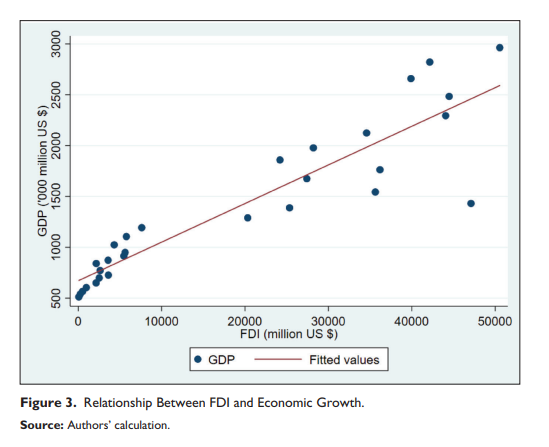 3000
2500
2000
1500
1000
500
GDP ('000 million US $)
0 10000 20000 30000 40000 50000
FDI (million US $)
GDP Fitted values
Figure 3. Relationship Between FDI and Economic Growth.
Source: Authors' calculation.